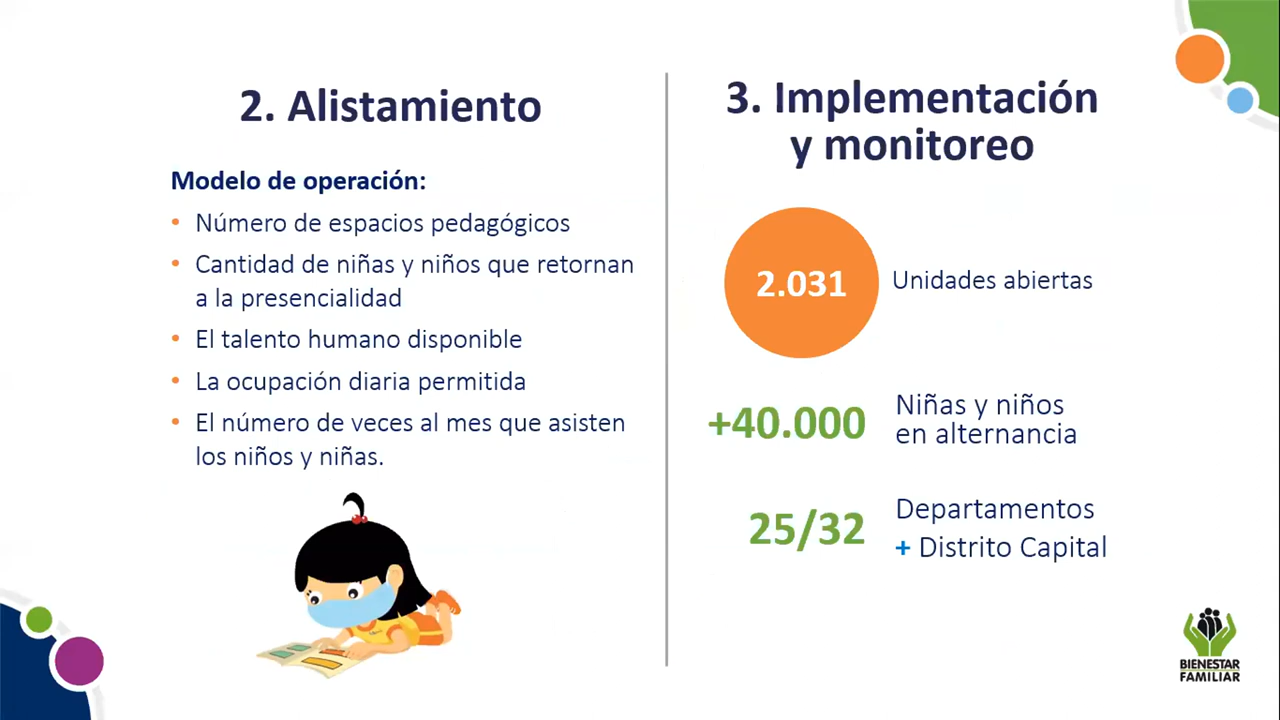 2. Alistamiento
Modelo de operación:
• Número de espacios pedagógicos
• Cantidad de niñas y niños que retornan
a la presencialidad
• El talento humano disponible
• La ocupación diaria permitida
• El número de veces al mes que asisten
los niños y niñas.
3. Implementación
y monitoreo
2.031
Unidades abiertas
+40.000
Niñas y niños
en alternancia
25/32
Departamentos
+ Distrito Capital
BIENESTAR
FAMILIAR